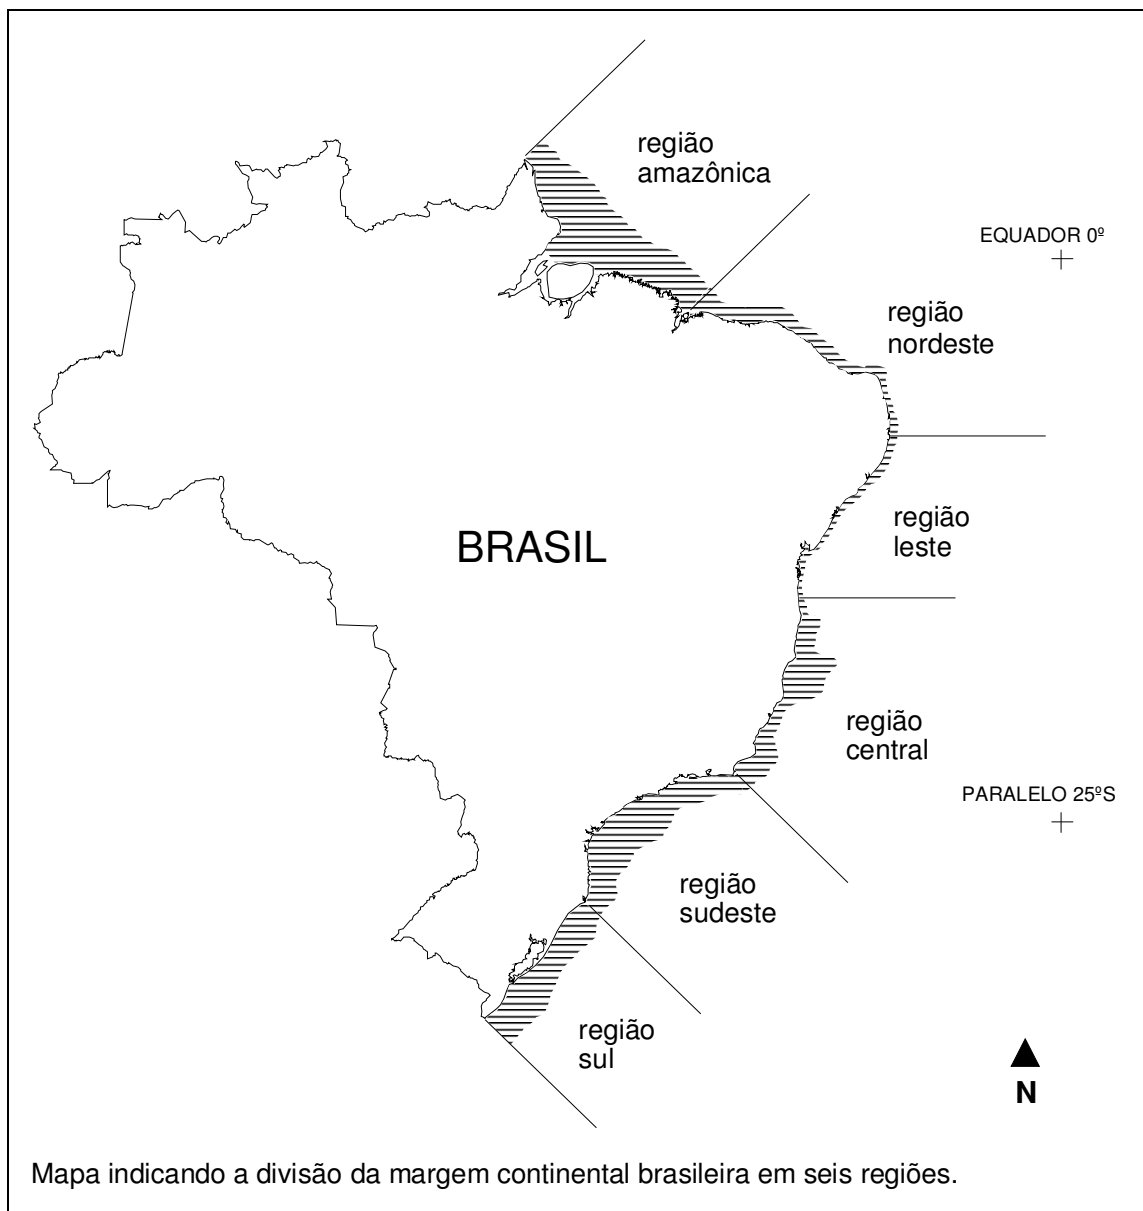 região
amazônica
EQUADOR 0º
região
nordeste
região
leste
BRASIL
região
central
PARALELO 25ºS
região
sudeste
região
sul
N
Mapa indicando a divisão da margem continental brasileira em seis regiões.